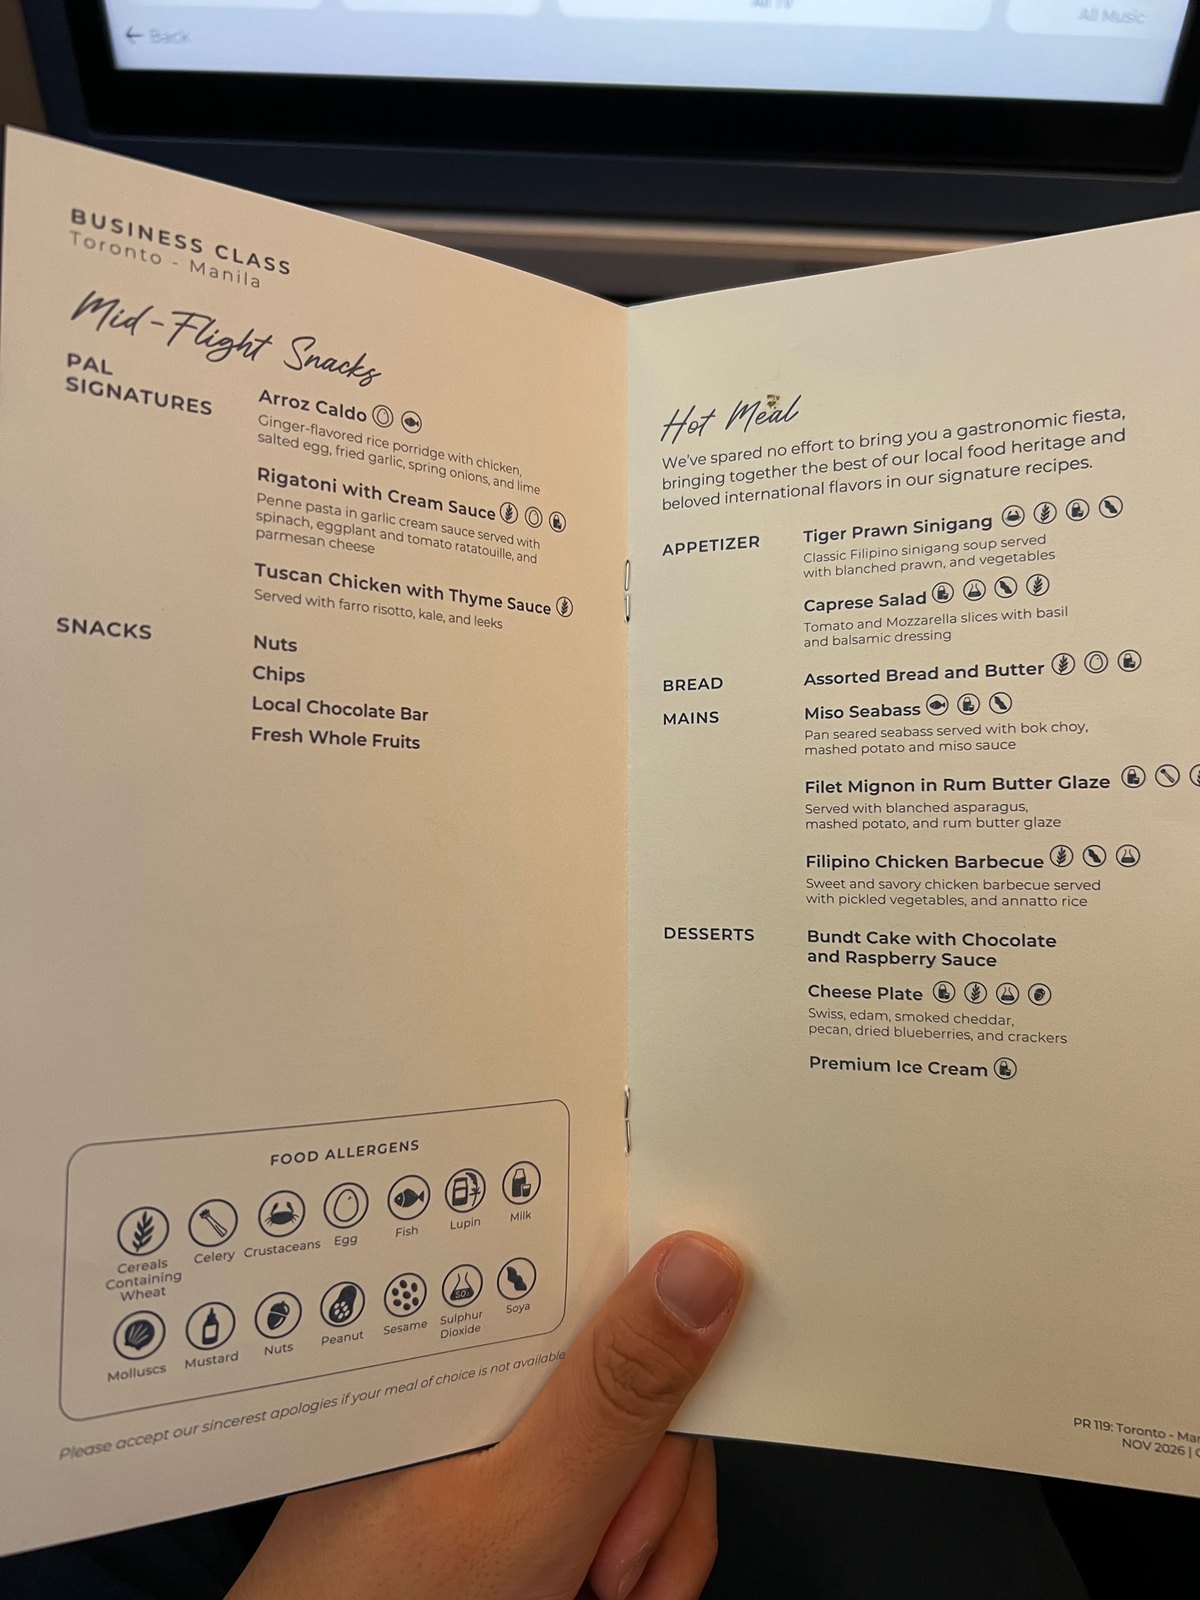 ← Back
All TV
All Music
BUSINESS CLASS
Toronto - Manila
Mid-Flight Snacks
PAL
SIGNATURES
Arroz Caldo
Ginger-flavored rice porridge with chicken,
salted egg, fried garlic, spring onions, and lime
Rigatoni with Cream Sauce
Penne pasta in garlic cream sauce served with
spinach, eggplant and tomato ratatouille, and
parmesan cheese
Tuscan Chicken with Thyme Sauce
Served with farro risotto, kale, and leeks
SNACKS
Nuts
Chips
Local Chocolate Bar
Fresh Whole Fruits
FOOD ALLERGENS
Cereals
Containing
Wheat
Celery
Crustaceans
Egg
Fish
Lupin
Milk
Molluscs
Mustard
Nuts
Peanut
Sesame
SO₂
Sulphur
Dioxide
Soya
Please accept our sincerest apologies if your meal of choice is not available
Hot Meal
We've spared no effort to bring you a gastronomic fiesta,
bringing together the best of our local food heritage and
beloved international flavors in our signature recipes.
APPETIZER
Tiger Prawn Sinigang
Classic Filipino sinigang soup served
with blanched prawn, and vegetables
Caprese Salad
Tomato and Mozzarella slices with basil
and balsamic dressing
BREAD
Assorted Bread and Butter
MAINS
Miso Seabass
Pan seared seabass served with bok choy,
mashed potato and miso sauce
Filet Mignon in Rum Butter Glaze
Served with blanched asparagus,
mashed potato, and rum butter glaze
Filipino Chicken Barbecue
Sweet and savory chicken barbecue served
with pickled vegetables, and annatto rice
DESSERTS
Bundt Cake with Chocolate
and Raspberry Sauce
Cheese Plate
Swiss, edam, smoked cheddar,
pecan, dried blueberries, and crackers
Premium Ice Cream
PR 119: Toronto - Mar
NOV 2026 |